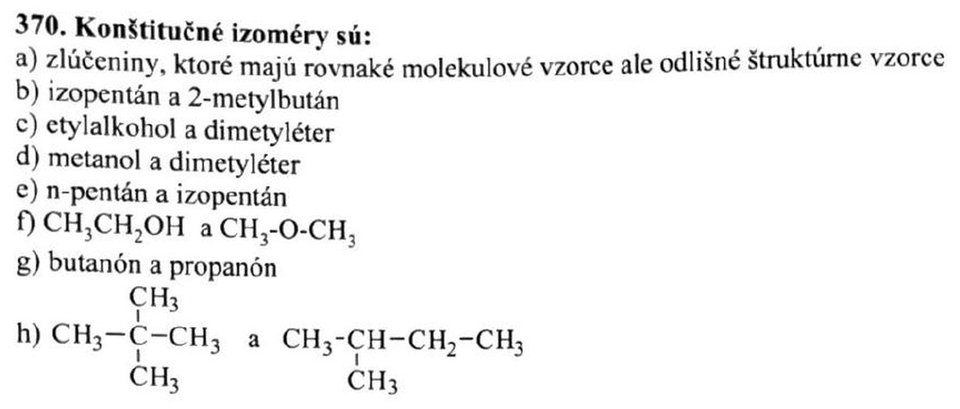 370. Konštitučné izoméry sú:
a) zlúčeniny, ktoré majú rovnaké molekulové vzorce ale odlišné štruktúrne vzorce
b) izopentán a 2-metylbután
c) etylalkohol a dimetyléter
d) metanol a dimetyléter
e) n-pentán a izopentán
f) CH₃CH₂OH a CH₃-O-CH₃
g) butanón a propanón
CH₃
h) CH₃-C-CH₃ a CH₃-CH-CH₂-CH₃
CH₃ CH₃